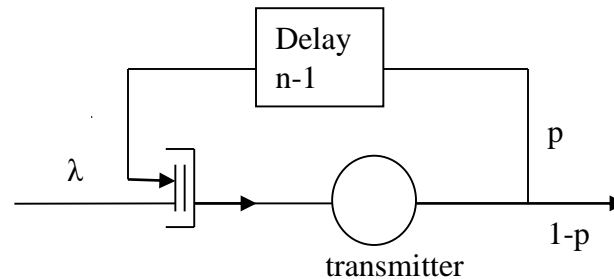 Delay
n-1
λ
p
1-p
transmitter